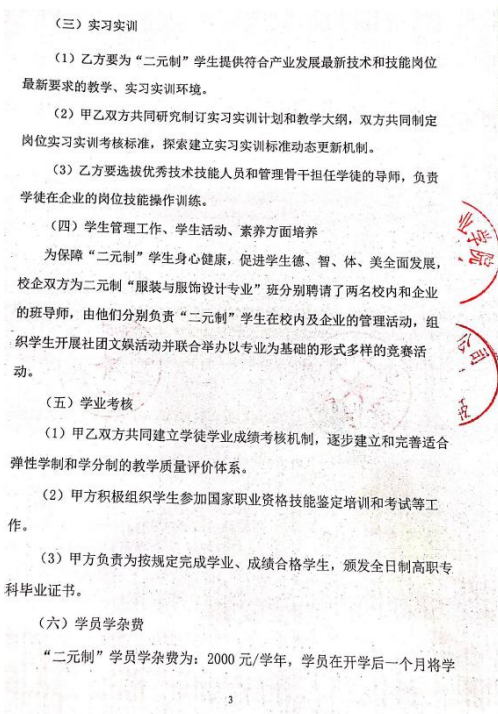 （三）实习实训
（1）乙方要为“二元制”学生提供符合产业发展最新技术和技能岗位
最新要求的教学、实习实训环境。
（2）甲乙双方共同研究制订实习实训计划和教学大纲，双方共同制定
岗位实习实训考核标准，探索建立实习实训标准动态更新机制。
（3）乙方要选拔优秀技术技能人员和管理骨干担任学徒的导师，负责
学徒在企业的岗位技能操作训练。
（四）学生管理工作、学生活动、素养方面培养
为保障“二元制”学生身心健康，促进学生德、智、体、美全面发展，
校企双方为二元制“服装与服饰设计专业”班分别聘请了两名校内和企业
的班导师，由他们分别负责“二元制”学生在校内及企业的管理活动，组
织学生开展社团文娱活动并联合举办以专业为基础的形式多样的竞赛活
动。
（五）学业考核
（1）甲乙双方共同建立学徒学业成绩考核机制，逐步建立和完善适合
弹性学制和学分制的教学质量评价体系。
（2）甲方积极组织学生参加国家职业资格技能鉴定培训和考试等工
作。
（3）甲方负责为按规定完成学业、成绩合格学生，颁发全日制高职专
科毕业证书。
（六）学员学杂费
“二元制”学员学杂费为：2000 元/学年，学员在开学后一个月将学
3
业学院
公司